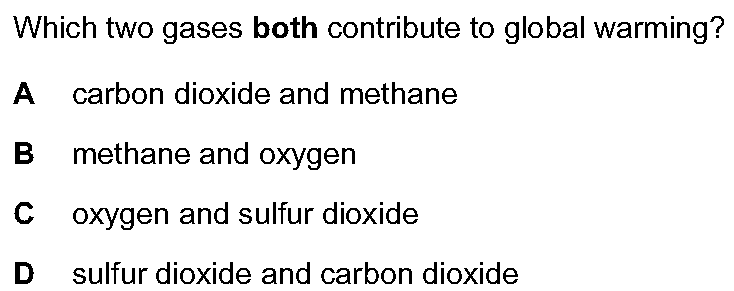 Which two gases both contribute to global warming?
A carbon dioxide and methane
B methane and oxygen
C oxygen and sulfur dioxide
D sulfur dioxide and carbon dioxide